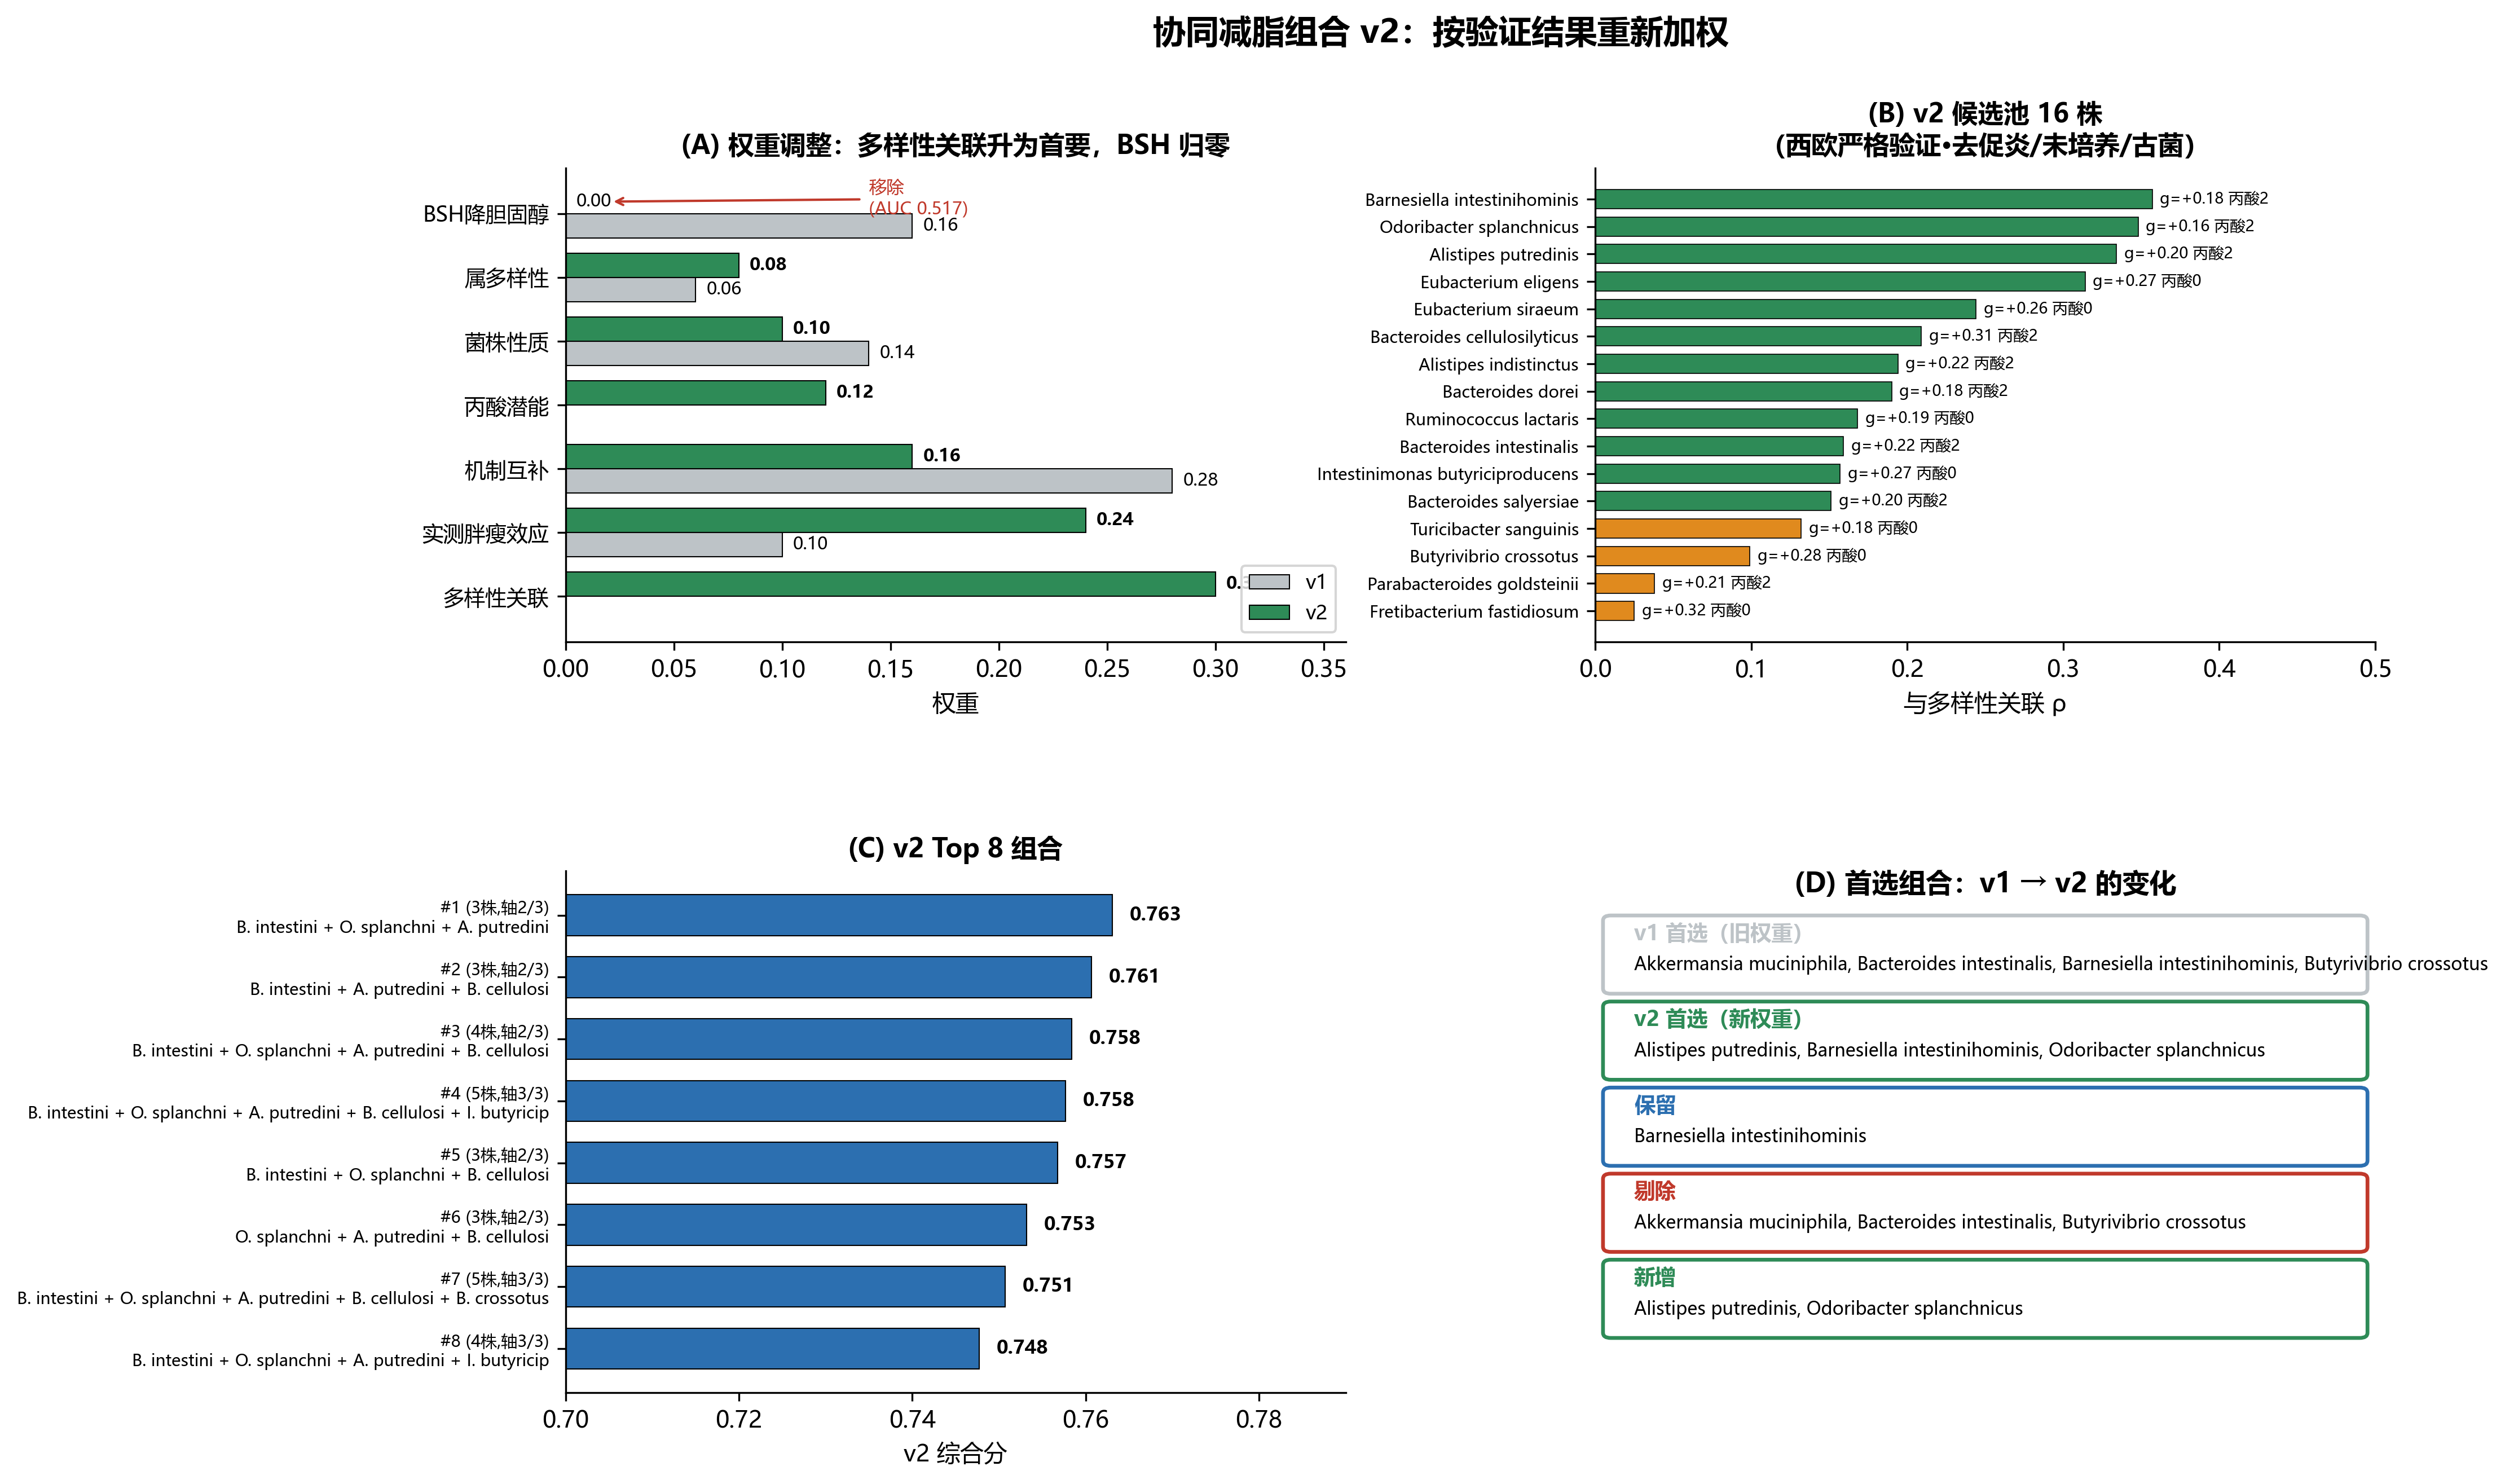 协同减脂组合 v2：按验证结果重新加权
(A) 权重调整：多样性关联升为首要，BSH 归零
BSH降胆固醇
0.00
移除
(AUC 0.517)
0.16
属多样性
0.08
0.06
菌株性质
0.10
0.14
丙酸潜能
0.12
机制互补
0.16
0.28
实测胖瘦效应
0.24
0.10
多样性关联
v1
v2
0.00 0.05 0.10 0.15 0.20 0.25 0.30 0.35
权重
(B) v2 候选池 16 株
（西欧严格验证•去促炎/未培养/古菌）
Barnesiella intestinihominis g=+0.18 丙酸2
Odoribacter splanchnicus g=+0.16 丙酸2
Alistipes putredinis g=+0.20 丙酸2
Eubacterium eligens g=+0.27 丙酸0
Eubacterium siraeum g=+0.26 丙酸0
Bacteroides cellulosilyticus g=+0.31 丙酸2
Alistipes indistinctus g=+0.22 丙酸2
Bacteroides dorei g=+0.18 丙酸2
Ruminococcus lactaris g=+0.19 丙酸0
Bacteroides intestinalis g=+0.22 丙酸2
Intestinimonas butyriciproducens g=+0.27 丙酸0
Bacteroides salyersiae g=+0.20 丙酸2
Turicibacter sanguinis g=+0.18 丙酸0
Butyrivibrio crossotus g=+0.28 丙酸0
Parabacteroides goldsteinii g=+0.21 丙酸2
Fretibacterium fastidiosum g=+0.32 丙酸0
0.0 0.1 0.2 0.3 0.4 0.5
与多样性关联 ρ
(C) v2 Top 8 组合
#1 (3株,轴2/3)
B. intestini + O. splanchni + A. putredini
0.763
#2 (3株,轴2/3)
B. intestini + A. putredini + B. cellulosi
0.761
#3 (4株,轴2/3)
B. intestini + O. splanchni + A. putredini + B. cellulosi
0.758
#4 (5株,轴3/3)
B. intestini + O. splanchni + A. putredini + B. cellulosi + I. butyricip
0.758
#5 (3株,轴2/3)
B. intestini + O. splanchni + B. cellulosi
0.757
#6 (3株,轴2/3)
O. splanchni + A. putredini + B. cellulosi
0.753
#7 (5株,轴3/3)
B. intestini + O. splanchni + A. putredini + B. cellulosi + B. crossotus
0.751
#8 (4株,轴3/3)
B. intestini + O. splanchni + A. putredini + I. butyricip
0.748
0.70 0.72 0.74 0.76 0.78
v2 综合分
(D) 首选组合：v1 → v2 的变化
v1 首选（旧权重）
Akkermansia muciniphila, Bacteroides intestinalis, Barnesiella intestinihominis, Butyrivibrio crossotus
v2 首选（新权重）
Alistipes putredinis, Barnesiella intestinihominis, Odoribacter splanchnicus
保留
Barnesiella intestinihominis
剔除
Akkermansia muciniphila, Bacteroides intestinalis, Butyrivibrio crossotus
新增
Alistipes putredinis, Odoribacter splanchnicus